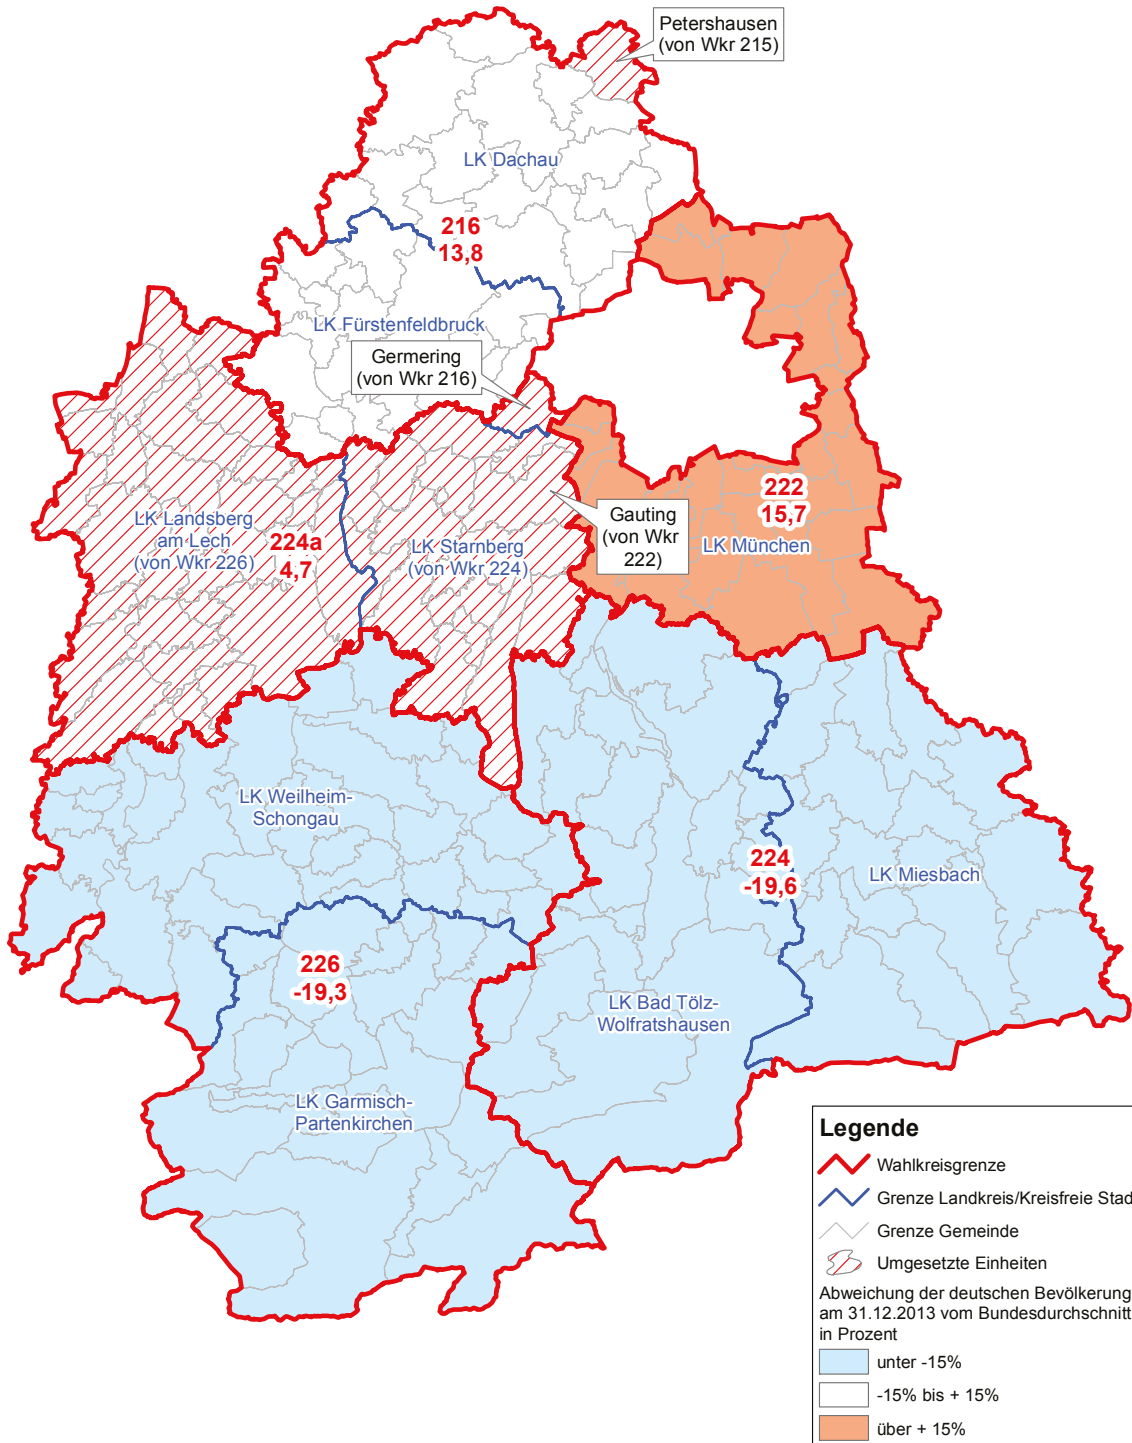 Petershausen
(von Wkr 215)
LK Dachau
216
13,8
LK Fürstenfeldbruck
Germering
(von Wkr 216)
222
15,7
LK München
Gauting
(von Wkr
222)
LK Landsberg
am Lech
(von Wkr 226)
224a
4,7
LK Starnberg
(von Wkr 224)
LK Weilheim-
Schongau
224
-19,6
LK Miesbach
226
-19,3
LK Bad Tölz-
Wolfratshausen
LK Garmisch-
Partenkirchen
Legende
Wahlkreisgrenze
Grenze Landkreis/Kreisfreie Stad
Grenze Gemeinde
Umgesetzte Einheiten
Abweichung der deutschen Bevölkerung
am 31.12.2013 vom Bundesdurchschnitt
in Prozent
unter -15%
-15% bis + 15%
über + 15%